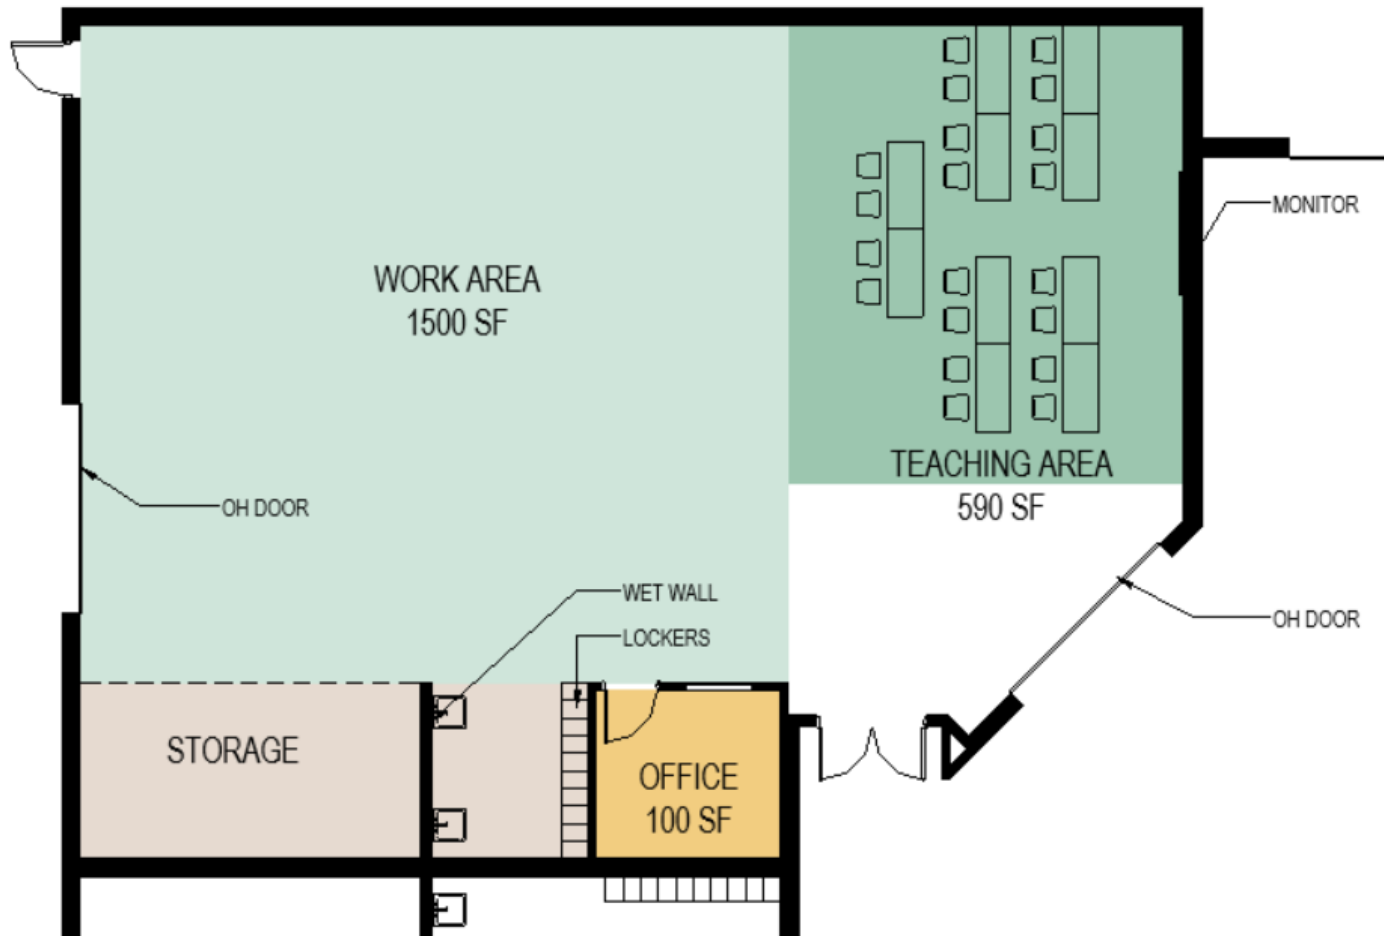 MONITOR
WORK AREA
1500 SF
TEACHING AREA
590 SF
OH DOOR
WET WALL
LOCKERS
OH DOOR
STORAGE
OFFICE
100 SF